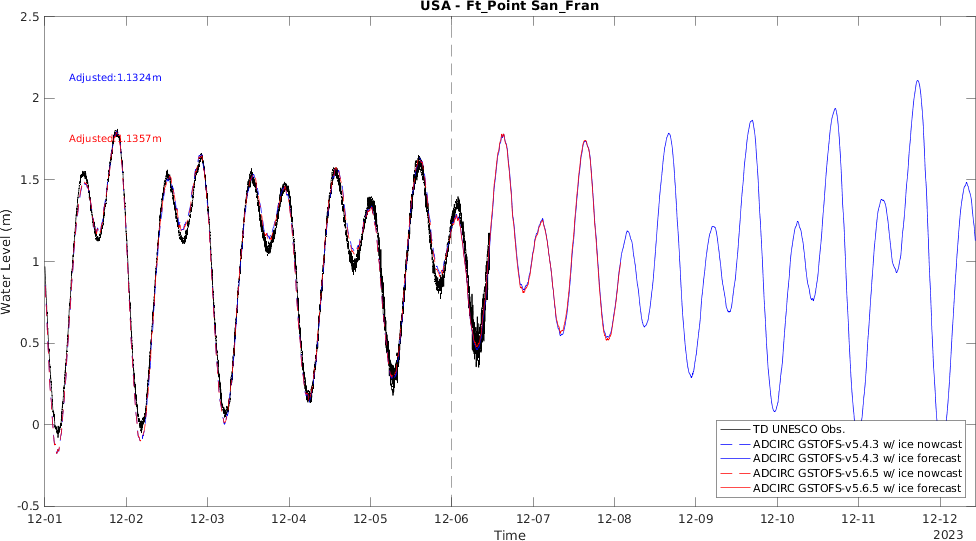 USA - Ft_Point San_Fran
2.5
2
1.5
1
0.5
0
-0.5
Water Level (m)
Adjusted:1.1324m
Adjusted:1.1357m
TD UNESCO Obs.
ADCIRC GSTOFS-v5.4.3 w/ ice nowcast
ADCIRC GSTOFS-v5.4.3 w/ ice forecast
ADCIRC GSTOFS-v5.6.5 w/ ice nowcast
ADCIRC GSTOFS-v5.6.5 w/ ice forecast
12-01 12-02 12-03 12-04 12-05 12-06 12-07 12-08 12-09 12-10 12-11 12-12
Time
2023